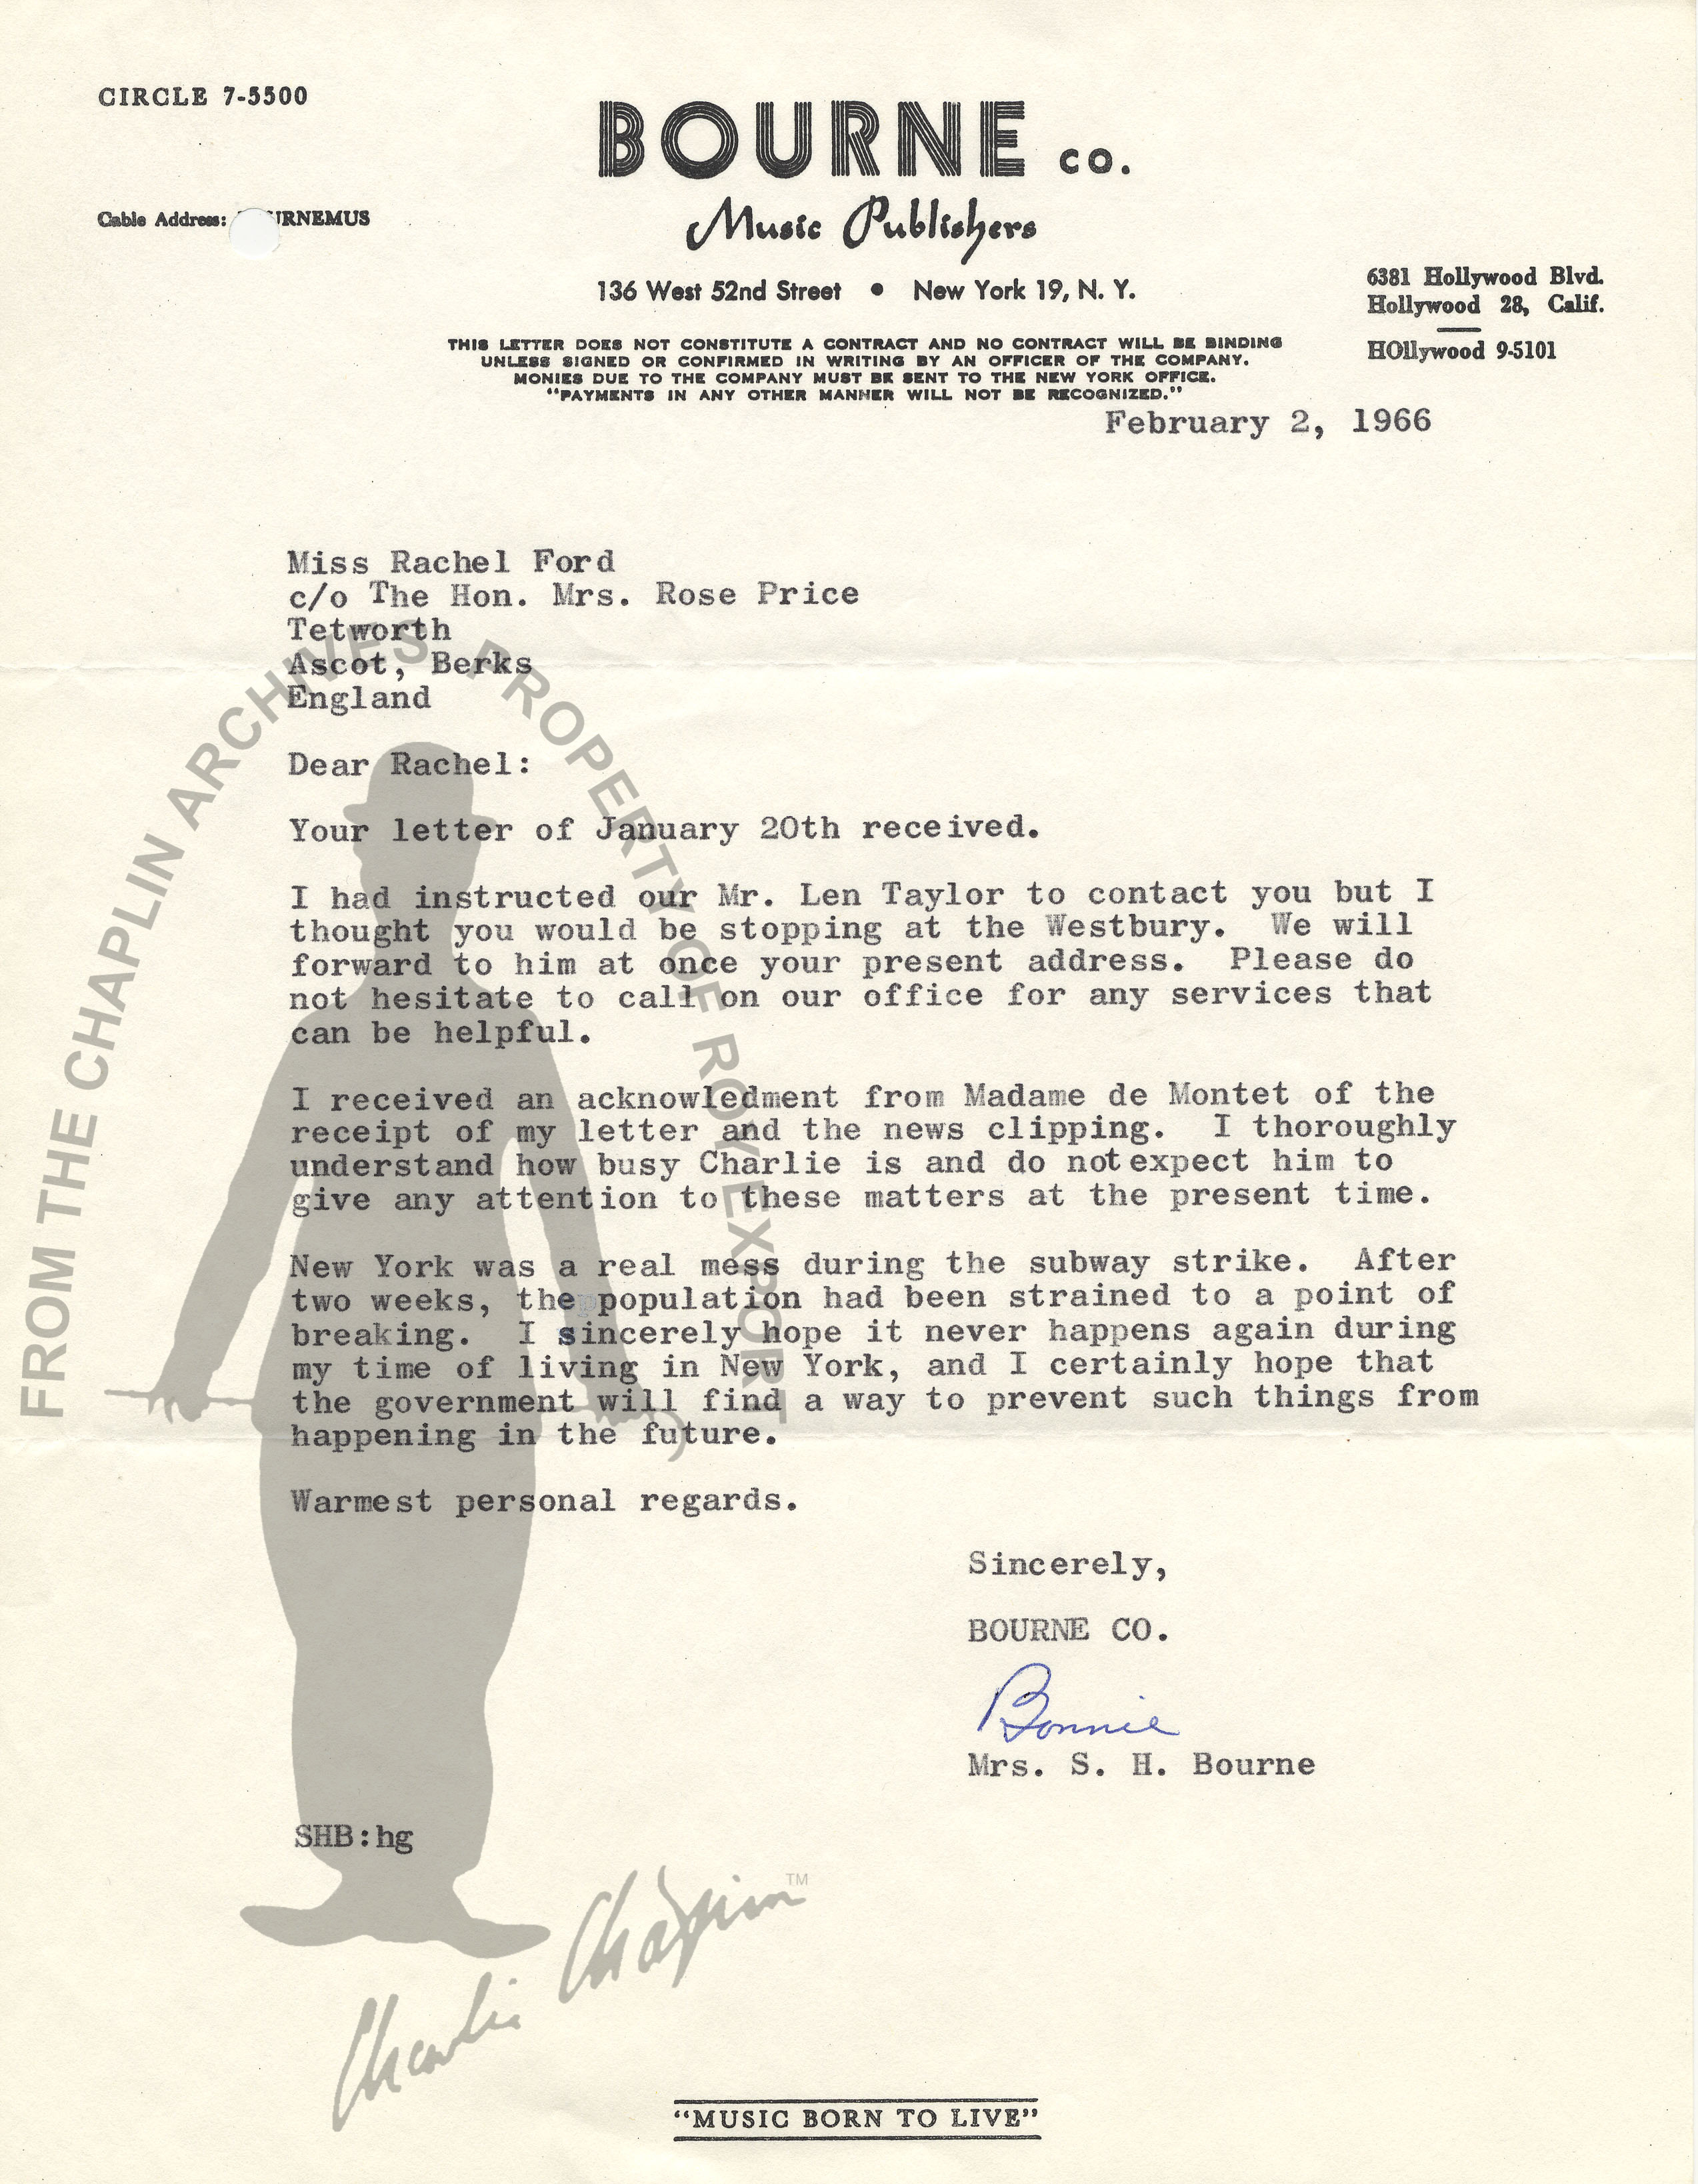 CIRCLE 7-5500
BOURNE CO.
Cable Address: URNEMUS
Music Publishers
136 West 52nd Street • New York 19, N. Y.
6381 Hollywood Blvd.
Hollywood 28, Calif.
HOllywood 9-5101
THIS LETTER DOES NOT CONSTITUTE A CONTRACT AND NO CONTRACT WILL BE BINDING
UNLESS SIGNED OR CONFIRMED IN WRITING BY AN OFFICER OF THE COMPANY.
MONIES DUE TO THE COMPANY MUST BE SENT TO THE NEW YORK OFFICE.
“PAYMENTS IN ANY OTHER MANNER WILL NOT BE RECOGNIZED.”
February 2, 1966
Miss Rachel Ford
c/o The Hon. Mrs. Rose Price
Tetworth
Ascot, Berks
England
Dear Rachel:
Your letter of January 20th received.
I had instructed our Mr. Len Taylor to contact you but I
thought you would be stopping at the Westbury. We will
forward to him at once your present address. Please do
not hesitate to call on our office for any services that
can be helpful.
I received an acknowledment from Madame de Montet of the
receipt of my letter and the news clipping. I thoroughly
understand how busy Charlie is and do not expect him to
give any attention to these matters at the present time.
New York was a real mess during the subway strike. After
two weeks, the population had been strained to a point of
breaking. I sincerely hope it never happens again during
my time of living in New York, and I certainly hope that
the government will find a way to prevent such things from
happening in the future.
Warmest personal regards.
Sincerely,
BOURNE CO.
Bonnie
Mrs. S. H. Bourne
SHB:hg
“MUSIC BORN TO LIVE”
FROM THE CHAPLIN ARCHIVES PROPERTY OF ROY EXPORT
Charlie Chaplin TM